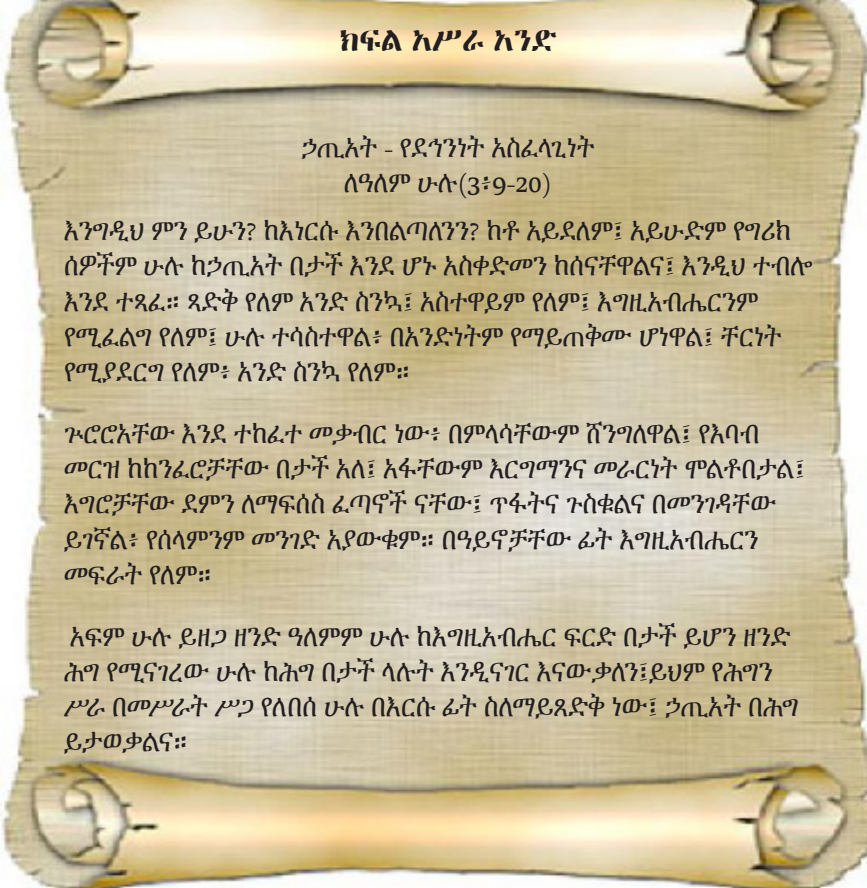 ክፍል አሥራ አንድ
ኃጢአት - የደኅንነት አስፈላጊነት
ለዓለም ሁሉ(3፥9-20)
እንግዲህ ምን ይሁን? ከእነርሱ እንበልጣለንን? ከቶ አይደለም፤ አይሁድም የግሪክ
ሰዎችም ሁሉ ከኃጢአት በታች እንደ ሆኑ አስቀድመን ከሰናቸዋልና፤ እንዲህ ተብሎ
እንደ ተጻፈ። ጻድቅ የለም አንድ ስንኳ፤ አስተዋይም የለም፤ እግዚአብሔርንም
የሚፈልግ የለም፤ ሁሉ ተሳስተዋል፥ በአንድነትም የማይጠቅሙ ሆነዋል፤ ቸርነት
የሚያደርግ የለም፥ አንድ ስንኳ የለም።
ጕሮሮአቸው እንደ ተከፈተ መቃብር ነው፥ በምላሳቸውም ሸንግለዋል፤ የእባብ
መርዝ ከከንፈሮቻቸው በታች አለ፤ አፋቸውም እርግማንና መራርነት ሞልቶበታል፤
እግሮቻቸው ደምን ለማፍሰስ ፈጣኖች ናቸው፤ ጥፋትና ጉስቁልና በመንገዳቸው
ይገኛል፥ የሰላምንም መንገድ አያውቁም። በዓይኖቻቸው ፊት እግዚአብሔርን
መፍራት የለም።
አፍም ሁሉ ይዘጋ ዘንድ ዓለምም ሁሉ ከእግዚአብሔር ፍርድ በታች ይሆን ዘንድ
ሕግ የሚናገረው ሁሉ ከሕግ በታች ላሉት እንዲናገር እናውቃለን፤ይህም የሕግን
ሥራ በመሥራት ሥጋ የለበሰ ሁሉ በእርሱ ፊት ስለማይጸድቅ ነው፤ ኃጢአት በሕግ
ይታወቃልና።